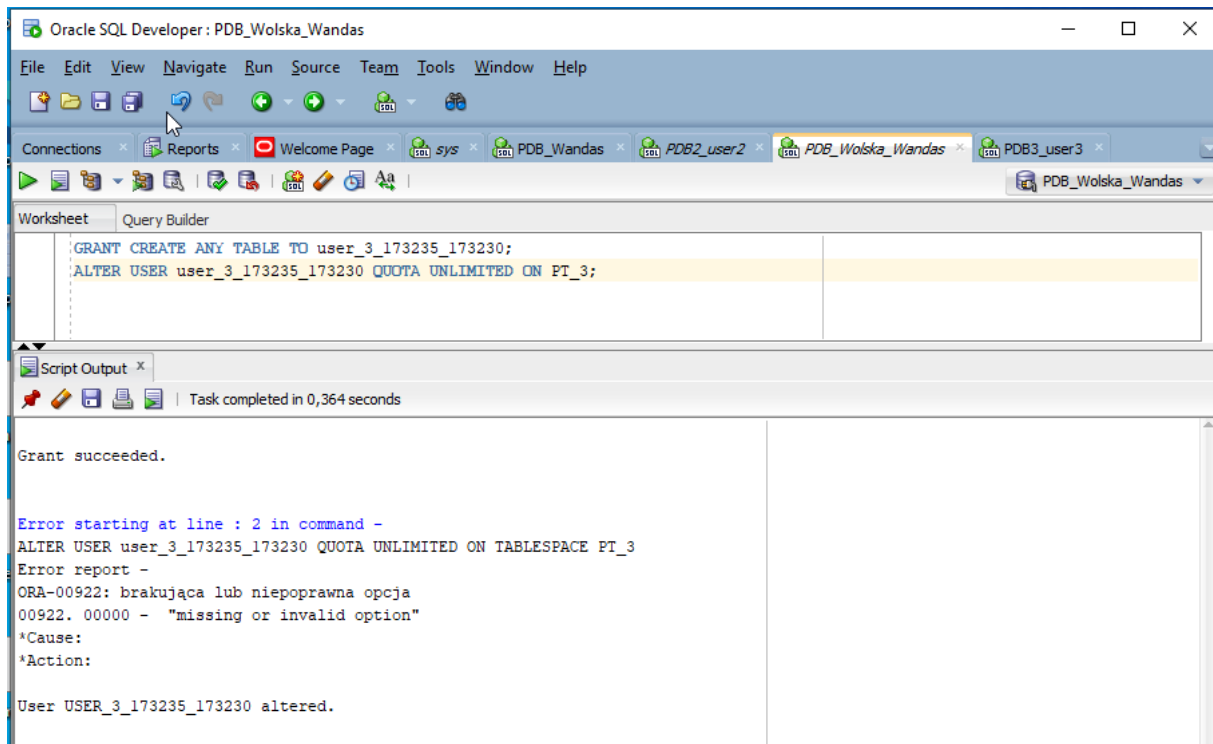 Oracle SQL Developer : PDB_Wolska_Wandas
File Edit View Navigate Run Source Team Tools Window Help
Connections Reports Welcome Page sys PDB_Wandas PDB2_user2 PDB_Wolska_Wandas PDB3_user3
PDB_Wolska_Wandas
Worksheet Query Builder
GRANT CREATE ANY TABLE TO user_3_173235_173230;
ALTER USER user_3_173235_173230 QUOTA UNLIMITED ON PT_3;
Script Output
Task completed in 0,364 seconds
Grant succeeded.
Error starting at line : 2 in command -
ALTER USER user_3_173235_173230 QUOTA UNLIMITED ON TABLESPACE PT_3
Error report -
ORA-00922: brakująca lub niepoprawna opcja
00922. 00000 - "missing or invalid option"
*Cause:
*Action:
User USER_3_173235_173230 altered.